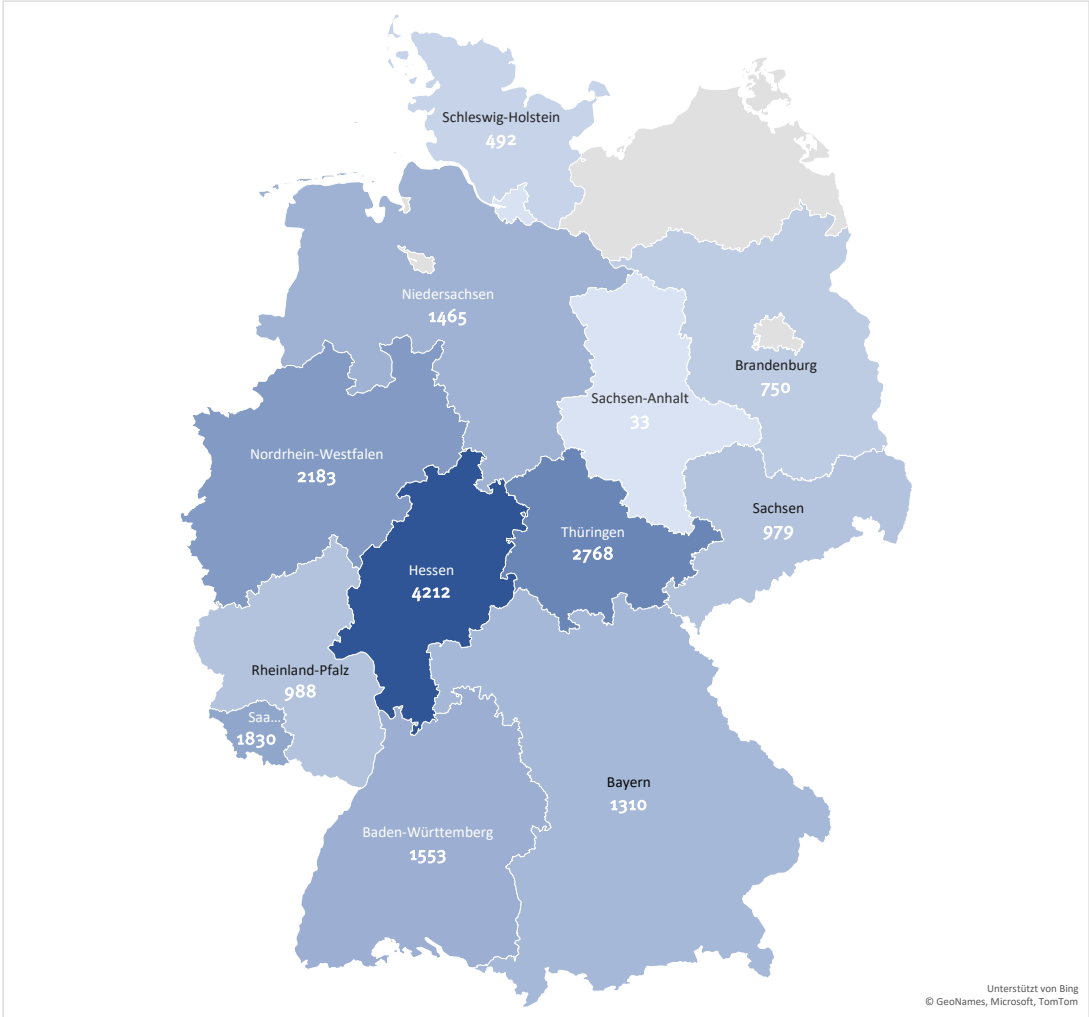 Schleswig-Holstein
492
Niedersachsen
1465
Brandenburg
750
Sachsen-Anhalt
33
Nordrhein-Westfalen
2183
Sachsen
979
Thüringen
2768
Hessen
4212
Rheinland-Pfalz
988
Saa...
1830
Bayern
1310
Baden-Württemberg
1553
Unterstützt von Bing
© GeoNames, Microsoft, TomTom